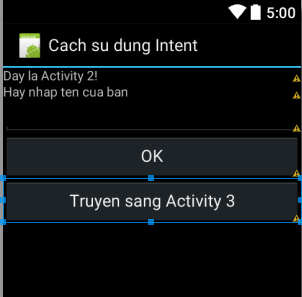 5:00
Cach su dung Intent
Day la Activity 2!
Hay nhap ten cua ban
OK
Truyen sang Activity 3